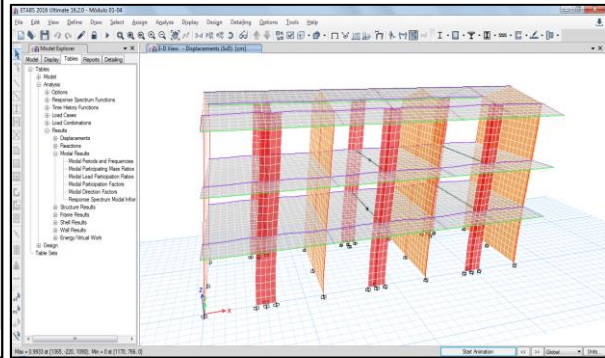 ETABS 2016 Ultimate 16.2.0 - Módulo 01-04
File Edit View Define Draw Select Assign Analyze Display Design Detailing Options Tools Help
Model Explorer
3-D View - Displacements (SxD) [cm]
Model Display Tables Reports Detailing
Tables
Model
Analysis
Options
Response Spectrum Functions
Time History Functions
Load Cases
Load Combinations
Results
Displacements
Reactions
Modal Results
Modal Periods and Frequencies
Modal Participating Mass Ratios
Modal Load Participation Ratios
Modal Participation Factors
Modal Direction Factors
Response Spectrum Modal Infor
Structure Results
Frame Results
Shell Results
Wall Results
Energy/Virtual Work
Design
Table Sets
Z
X
Start Animation << >> Global Units...